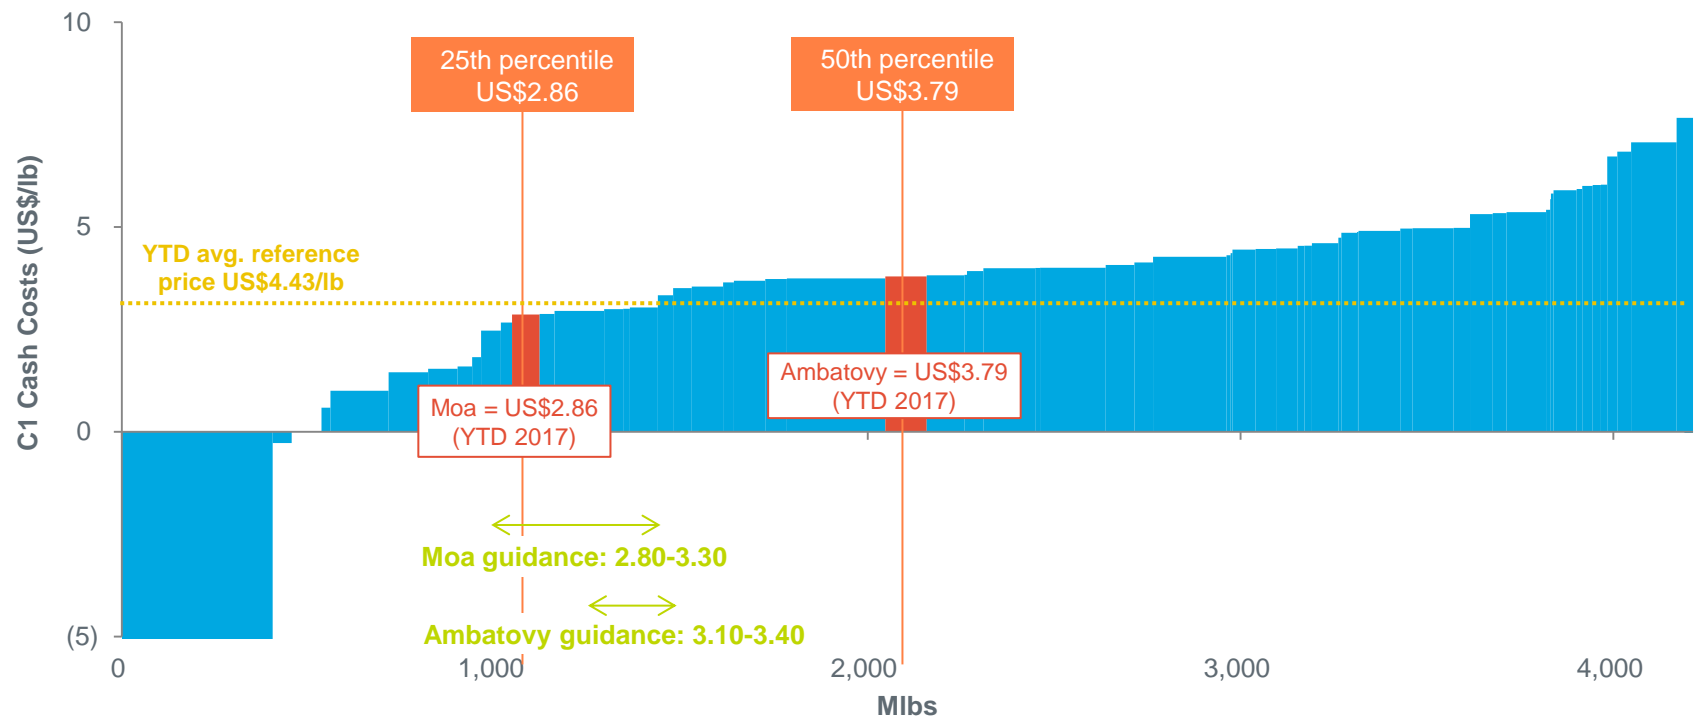 10
25th percentile
US$2.86
50th percentile
US$3.79
C1 Cash Costs (US$/lb)
5
YTD avg. reference
price US$4.43/lb
Ambatovy = US$3.79
(YTD 2017)
Moa = US$2.86
(YTD 2017)
0
Moa guidance: 2.80-3.30
Ambatovy guidance: 3.10-3.40
(5)
0
1,000
2,000
3,000
4,000
Mlbs